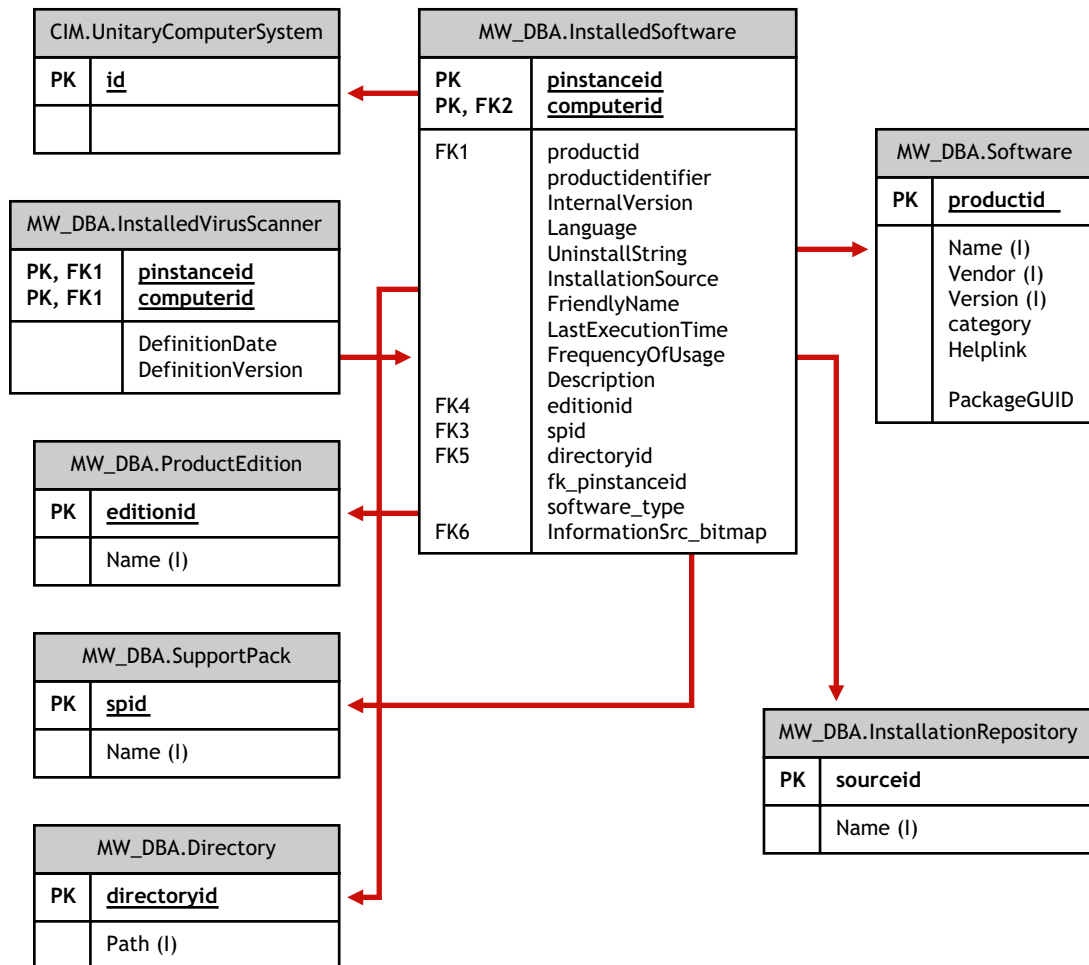 CIM.UnitaryComputerSystem
PK id
MW_DBA.InstalledSoftware
PK pinstanceid
PK, FK2 computerid
FK1 productid
productidentifier
InternalVersion
Language
UninstallString
InstallationSource
FriendlyName
LastExecutionTime
FrequencyOfUsage
Description
FK4 editionid
FK3 spid
FK5 directoryid
fk_pinstanceid
software_type
FK6 InformationSrc_bitmap
MW_DBA.Software
PK productid
Name (I)
Vendor (I)
Version (I)
category
Helplink
PackageGUID
MW_DBA.InstalledVirusScanner
PK, FK1 pinstanceid
PK, FK1 computerid
DefinitionDate
DefinitionVersion
MW_DBA.ProductEdition
PK editionid
Name (I)
MW_DBA.SupportPack
PK spid
Name (I)
MW_DBA.InstallationRepository
PK sourceid
Name (I)
MW_DBA.Directory
PK directoryid
Path (I)